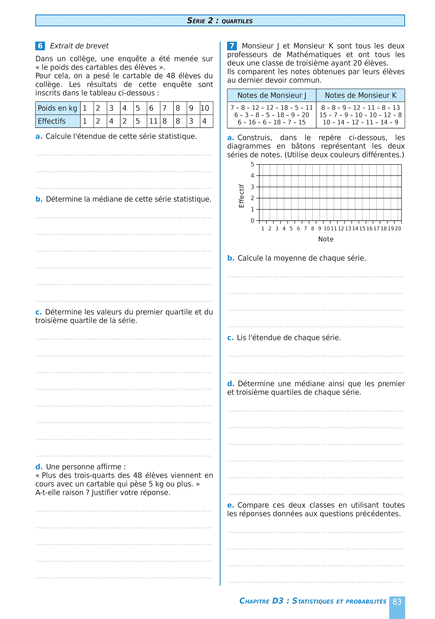 SÉRIE 2 : QUARTILES
6 Extrait de brevet
Dans un collège, une enquête a été menée sur
« le poids des cartables des élèves ».
Pour cela, on a pesé le cartable de 48 élèves du
collège. Les résultats de cette enquête sont
inscrits dans le tableau ci-dessous :
Poids en kg 1 2 3 4 5 6 7 8 9 10
Effectifs 1 2 4 2 5 11 8 8 3 4
a. Calcule l'étendue de cette série statistique.
b. Détermine la médiane de cette série statistique.
c. Détermine les valeurs du premier quartile et du
troisième quartile de la série.
d. Une personne affirme :
« Plus des trois-quarts des 48 élèves viennent en
cours avec un cartable qui pèse 5 kg ou plus. »
A-t-elle raison ? Justifier votre réponse.
7 Monsieur J et Monsieur K sont tous les deux
professeurs de Mathématiques et ont tous les
deux une classe de troisième ayant 20 élèves.
Ils comparent les notes obtenues par leurs élèves
au dernier devoir commun.
Notes de Monsieur J Notes de Monsieur K
7 – 8 – 12 – 12 – 18 – 5 – 11 8 – 8 – 9 – 12 – 11 – 8 – 13
6 – 3 – 8 – 5 – 18 – 9 – 20 15 – 7 – 9 – 10 – 10 – 12 – 8
6 – 16 – 6 – 18 – 7 – 15 10 – 14 – 12 – 11 – 14 – 9
a. Construis, dans le repère ci-dessous, les
diagrammes en bâtons représentant les deux
séries de notes. (Utilise deux couleurs différentes.)
5
4
3
2
1
0
Effectif
1 2 3 4 5 6 7 8 9 10 11 12 13 14 15 16 17 18 19 20
Note
b. Calcule la moyenne de chaque série.
c. Lis l'étendue de chaque série.
d. Détermine une médiane ainsi que les premier
et troisième quartiles de chaque série.
e. Compare ces deux classes en utilisant toutes
les réponses données aux questions précédentes.
CHAPITRE D3 : STATISTIQUES ET PROBABILITÉS 83